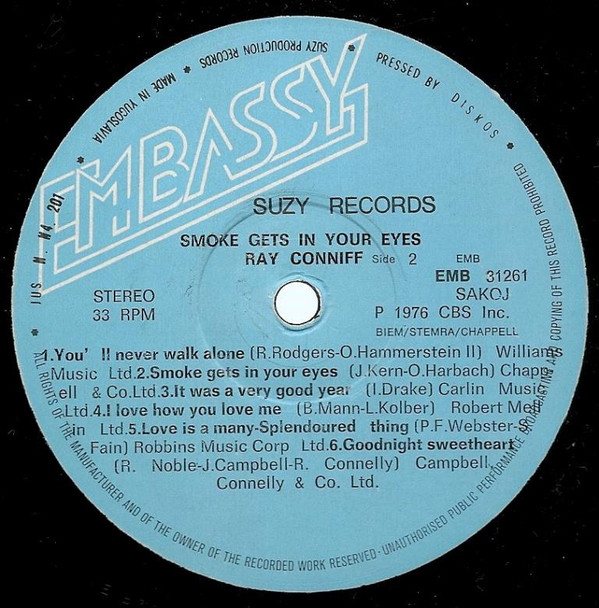 SUZY PRODUCTION RECORDS * MADE IN YUGOSLAVIA
* PRESSED BY DISKOS *
EMBASSY
* JUS N. N4. 201
SUZY RECORDS
SMOKE GETS IN YOUR EYES
RAY CONNIFF Side 2 EMB
EMB 31261
STEREO SAKOJ
33 RPM P 1976 CBS Inc.
BIEM/STEMRA/CHAPPELL
1.You' ll never walk alone (R.Rodgers-O.Hammerstein II) Williams
Music Ltd.2.Smoke gets in your eyes (J.Kern-O.Harbach) Chapp
ell & Co.Ltd.3.It was a very good year (I.Drake) Carlin Music
Ltd.4.I love how you love me (B.Mann-L.Kolber) Robert Mell
in Ltd.5.Love is a many-Splendoured thing (P.F.Webster-S.
Fain) Robbins Music Corp Ltd.6.Goodnight sweetheart
(R. Noble-J.Campbell-R. Connelly) Campbell,
Connelly & Co. Ltd.
* ALL RIGHTS OF THE MANUFACTURER AND OF THE OWNER OF THE RECORDED WORK RESERVED-UNAUTHORISED PUBLIC PERFORMANCE BROADCASTING AND COPYING OF THIS RECORD PROHIBITED